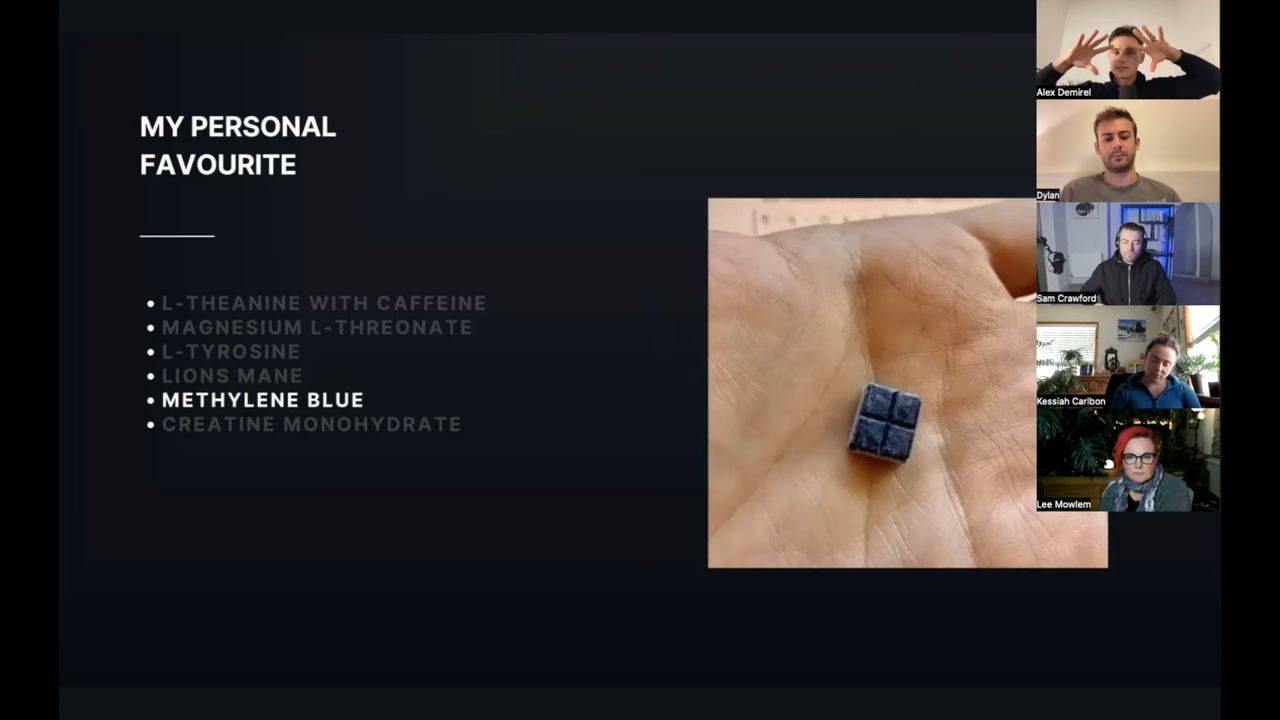 MY PERSONAL
FAVOURITE
• L-THEANINE WITH CAFFEINE
• MAGNESIUM L-THREONATE
• L-TYROSINE
• LIONS MANE
• METHYLENE BLUE
• CREATINE MONOHYDRATE
Alex Demirel
Dylan
Sam Crawford
Kessiah Carlbon
Lee Mowlem